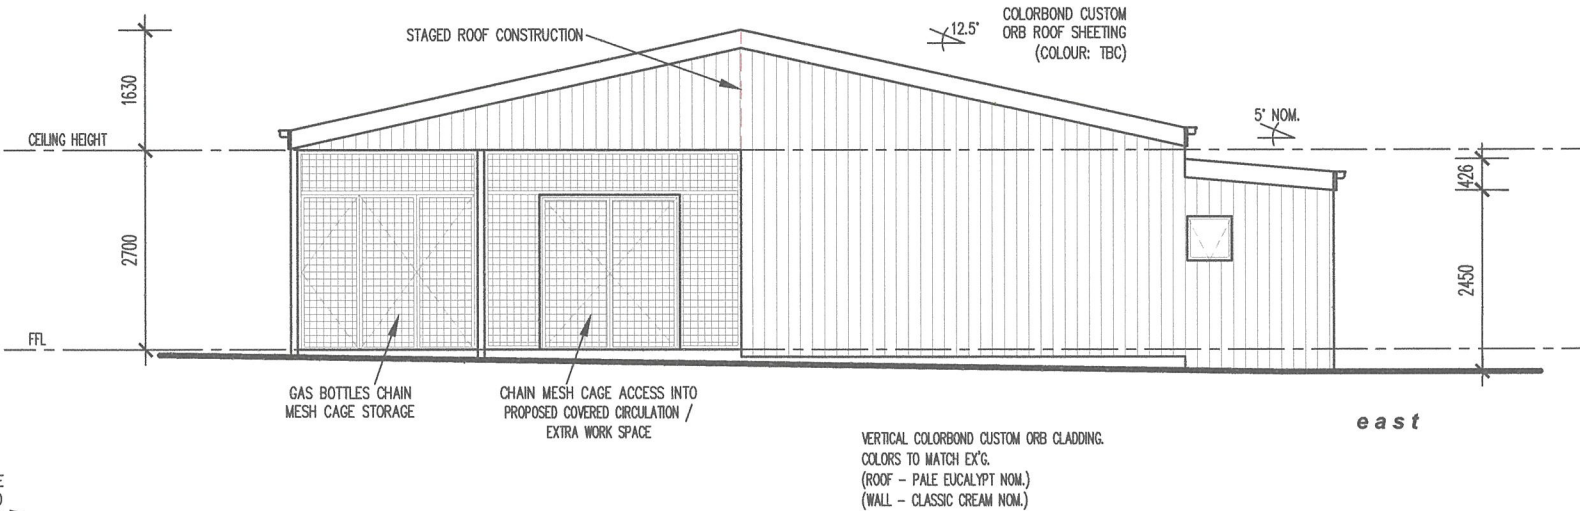 STAGED ROOF CONSTRUCTION
12.5°
COLORBOND CUSTOM
ORB ROOF SHEETING
(COLOUR: TBC)
1630
CEILING HEIGHT
5° NOM.
426
2700
2450
FFL
GAS BOTTLES CHAIN
MESH CAGE STORAGE
CHAIN MESH CAGE ACCESS INTO
PROPOSED COVERED CIRCULATION /
EXTRA WORK SPACE
east
VERTICAL COLORBOND CUSTOM ORB CLADDING.
COLORS TO MATCH EX'G.
(ROOF - PALE EUCALYPT NOM.)
(WALL - CLASSIC CREAM NOM.)